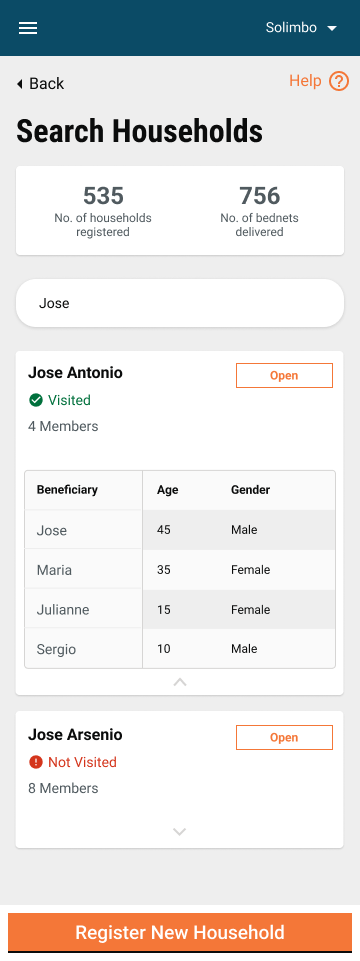 Solimbo
Back
Help
Search Households
535 756
No. of households registered
No. of bednets delivered
Jose
Jose Antonio
Open
Visited
4 Members
Beneficiary Age Gender
Jose 45 Male
Maria 35 Female
Julianne 15 Female
Sergio 10 Male
Jose Arsenio
Open
Not Visited
8 Members
Register New Household